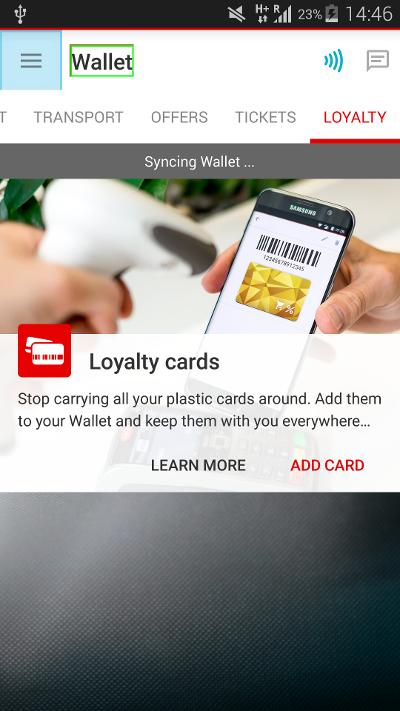 H+ R 23% 14:46
Wallet
T TRANSPORT OFFERS TICKETS LOYALTY
Syncing Wallet ...
SAMSUNG
12345678912345
%
Loyalty cards
Stop carrying all your plastic cards around. Add them
to your Wallet and keep them with you everywhere…
LEARN MORE ADD CARD